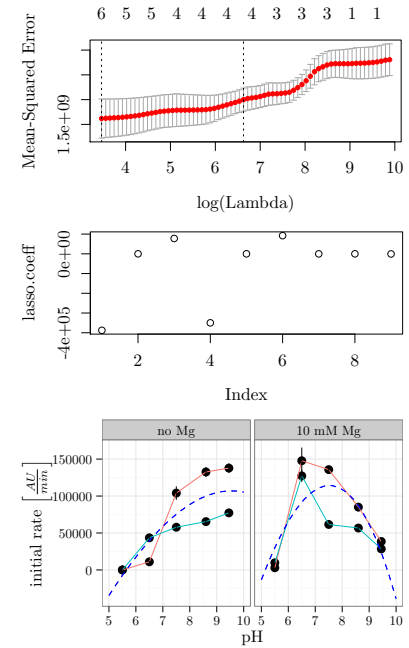 6 5 5 4 4 4 4 3 3 3 1 1
Mean-Squared Error
1.5e+09
4 5 6 7 8 9 10
log(Lambda)
lasso.coeff
0e+00
-4e+05
2 4 6 8
Index
no Mg 10 mM Mg
initial rate [AU/min]
150000
100000
50000
0
5 6 7 8 9 10 5 6 7 8 9 10
pH